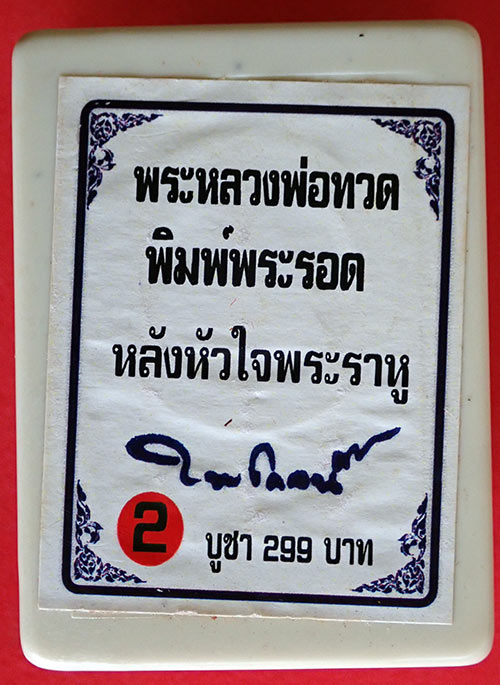 พระหลวงพ่อทวด
พิมพ์พระรอด
หลังหัวใจพระราหู
2 บูชา 299 บาท